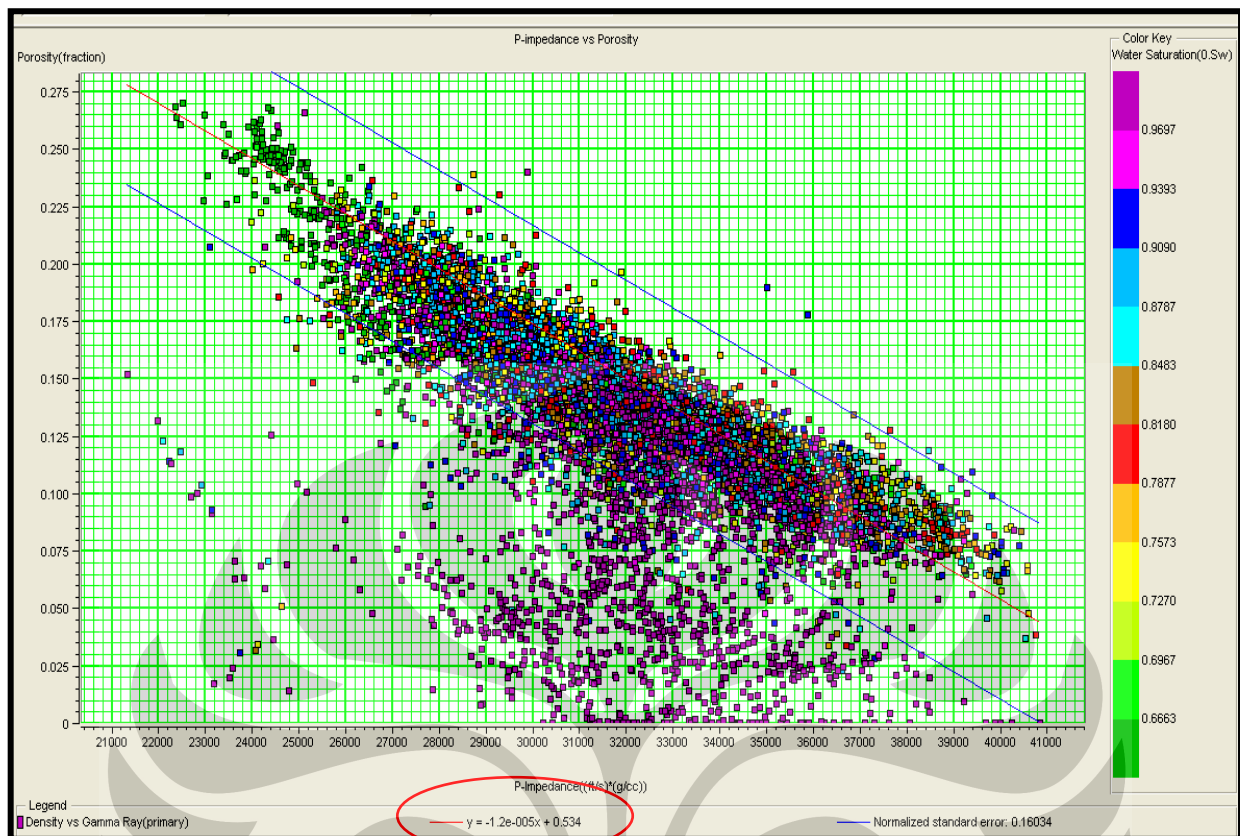 P-impedance vs Porosity
Color Key
Porosity(fraction)
Water Saturation(0.Sw)
0.275
0.250
0.225
0.200
0.175
0.150
0.125
0.100
0.075
0.050
0.025
0
0.9697
0.9393
0.9090
0.8787
0.8483
0.8180
0.7877
0.7573
0.7270
0.6967
0.6663
21000 22000 23000 24000 25000 26000 27000 28000 29000 30000 31000 32000 33000 34000 35000 36000 37000 38000 39000 40000 41000
P-Impedance((ft/s)*(g/cc))
Legend
Density vs Gamma Ray(primary) y = -1.2e-005x + 0.534 Normalized standard error: 0.16034